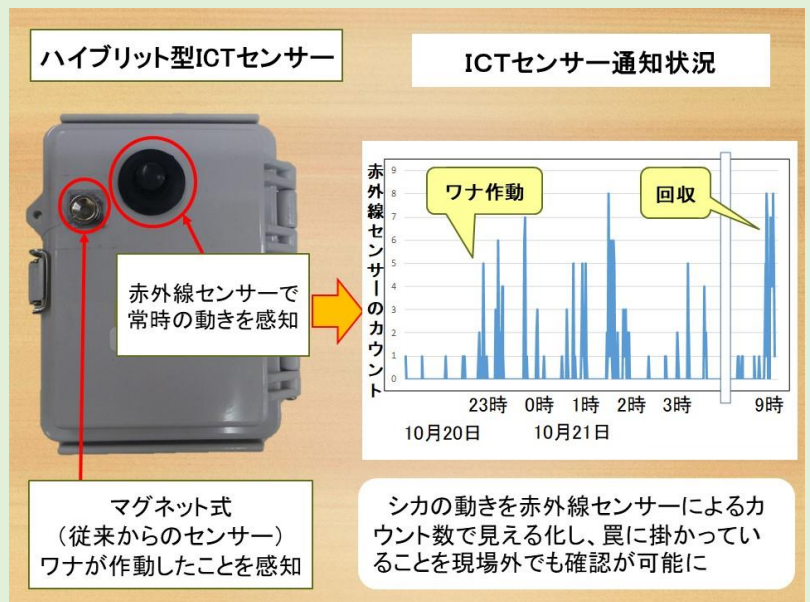 ハイブリット型ICTセンサー
ICTセンサー通知状況
赤外線センサーで
常時の動きを感知
マグネット式
（従来からのセンサー）
ワナが作動したことを感知
赤外線センサーのカウント
9
8
7
6
5
4
3
2
1
0
ワナ作動
回収
23時 0時 1時 2時 3時 9時
10月20日 10月21日
シカの動きを赤外線センサーによるカ
ウント数で見える化し、罠に掛かってい
ることを現場外でも確認が可能に